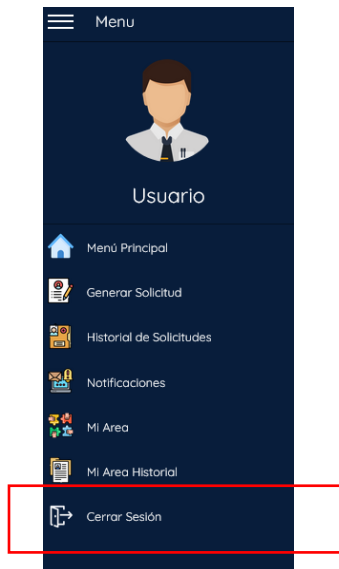 Menu
Usuario
Menú Principal
Generar Solicitud
Historial de Solicitudes
Notificaciones
Mi Area
Mi Area Historial
Cerrar Sesión